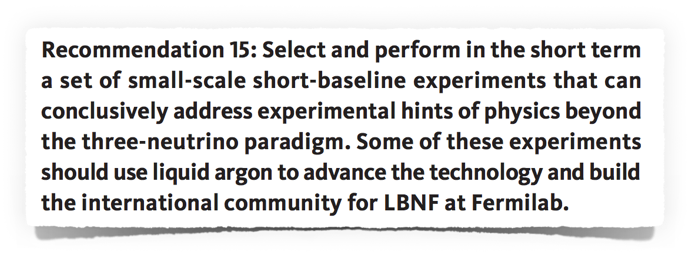 Recommendation 15: Select and perform in the short term
a set of small-scale short-baseline experiments that can
conclusively address experimental hints of physics beyond
the three-neutrino paradigm. Some of these experiments
should use liquid argon to advance the technology and build
the international community for LBNF at Fermilab.